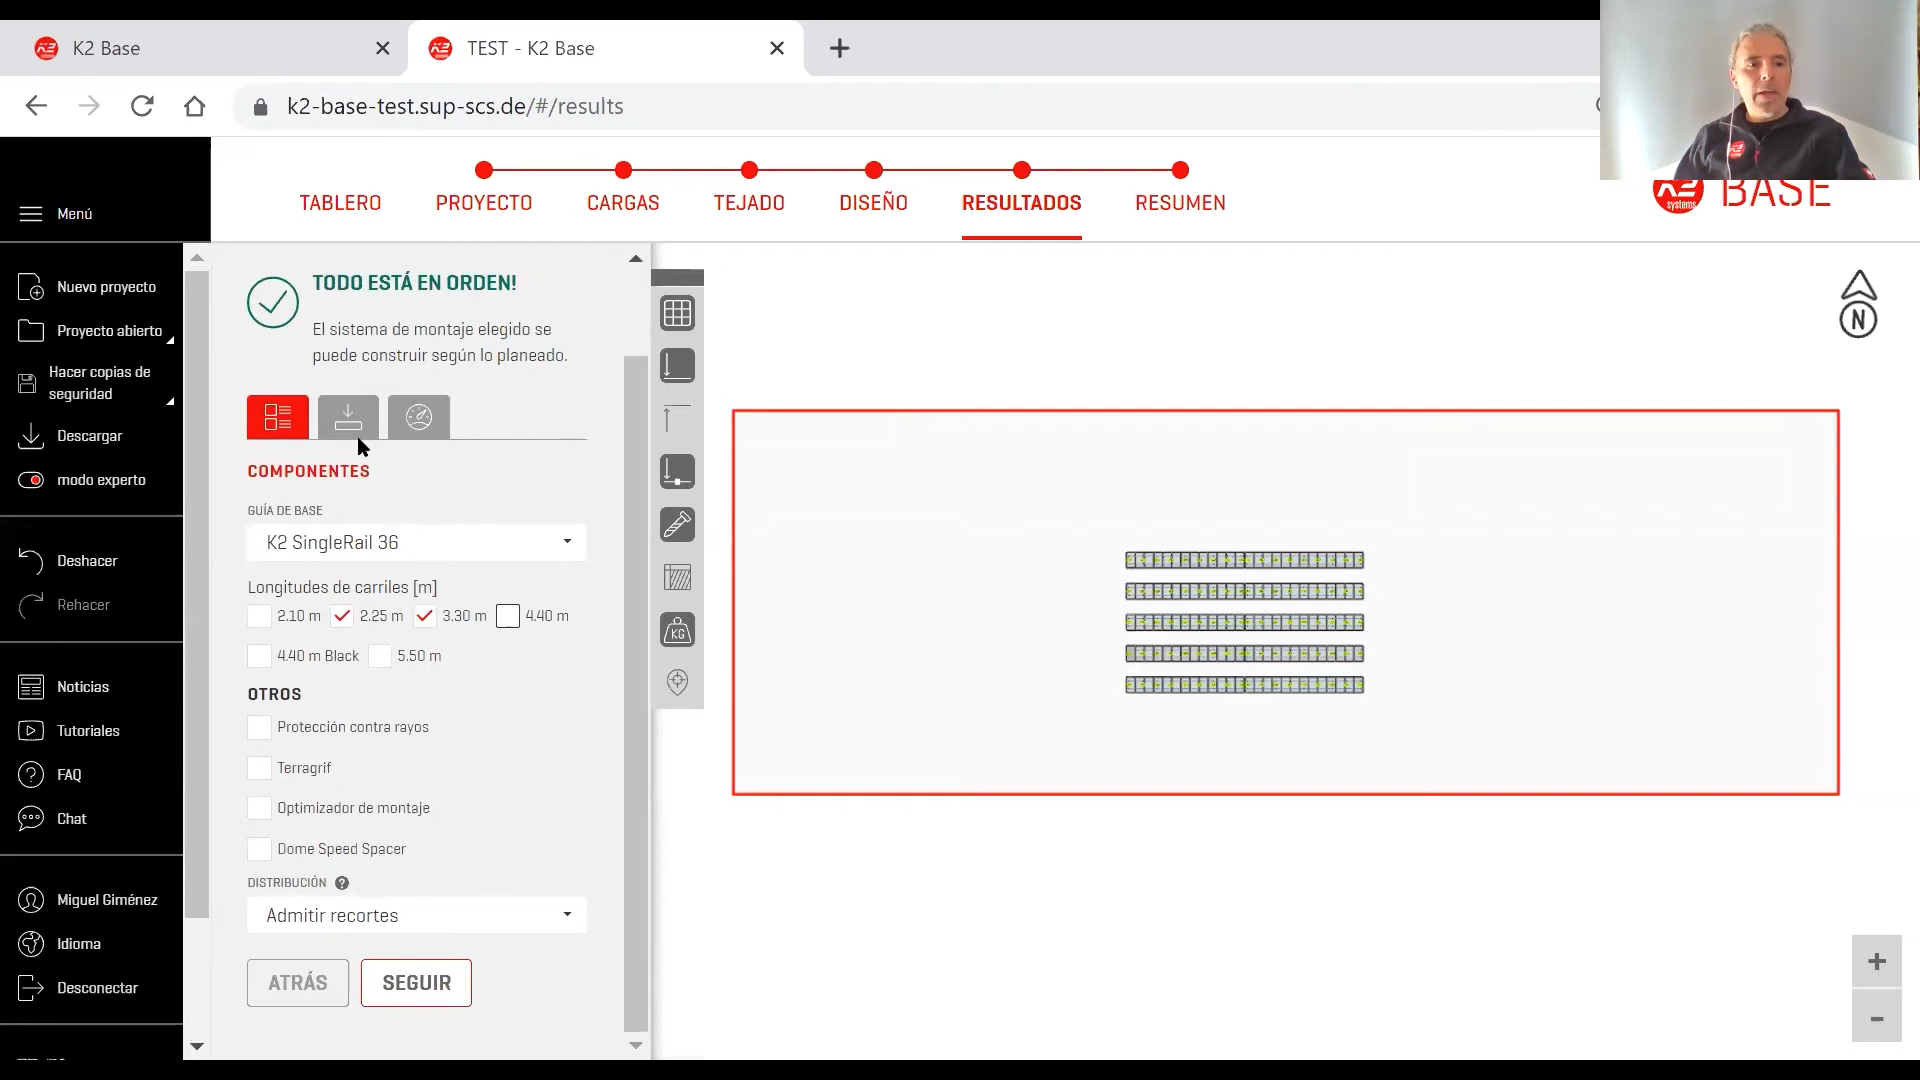 K2 Base
TEST - K2 Base
k2-base-test.sup-scs.de/#/results
Menú
TABLERO
PROYECTO
CARGAS
TEJADO
DISEÑO
RESULTADOS
RESUMEN
K2 systems
BASE
Nuevo proyecto
Proyecto abierto
Hacer copias de
seguridad
Descargar
modo experto
Deshacer
Rehacer
Noticias
Tutoriales
FAQ
Chat
Miguel Giménez
Idioma
Desconectar
TODO ESTÁ EN ORDEN!
El sistema de montaje elegido se
puede construir según lo planeado.
COMPONENTES
GUÍA DE BASE
K2 SingleRail 36
Longitudes de carriles [m]
2.10 m 2.25 m 3.30 m 4.40 m
4.40 m Black 5.50 m
OTROS
Protección contra rayos
Terragrif
Optimizador de montaje
Dome Speed Spacer
DISTRIBUCIÓN ?
Admitir recortes
ATRÁS
SEGUIR
KG
N